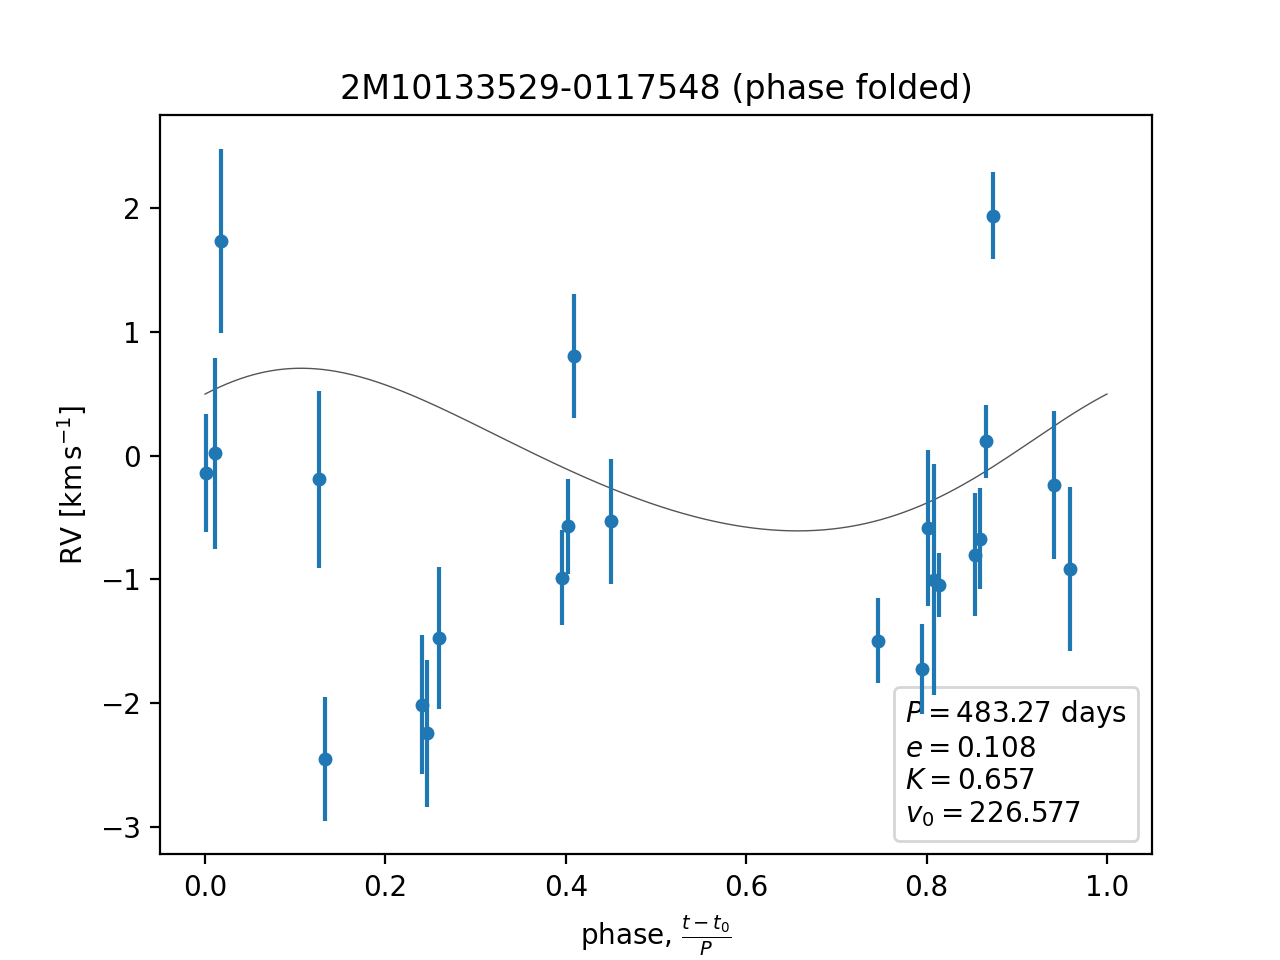 2M10133529-0117548 (phase folded)
RV [km s⁻¹]
2
1
0
−1
−2
−3
P = 483.27 days
e = 0.108
K = 0.657
v₀ = 226.577
0.0 0.2 0.4 0.6 0.8 1.0
phase, (t − t₀)/P